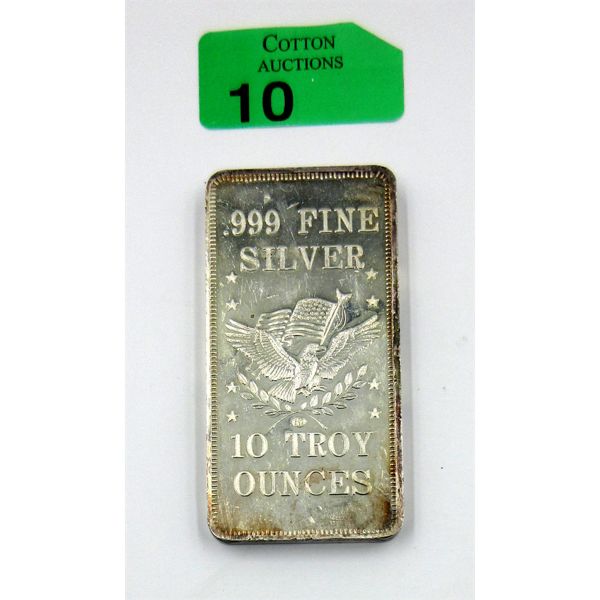 COTTON
AUCTIONS
10
.999 FINE
SILVER
10 TROY
OUNCES